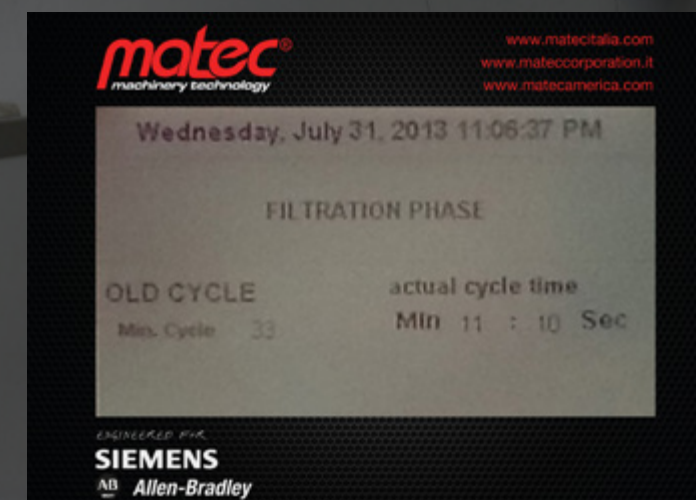 matec®
machinery technology
www.matecitalia.com
www.mateccorporation.it
www.matecamerica.com
Wednesday, July 31, 2013 11:06:37 PM
FILTRATION PHASE
OLD CYCLE
actual cycle time
Min. Cycle 33
Min 11 : 10 Sec
ENGINEERED FOR
SIEMENS
AB Allen-Bradley